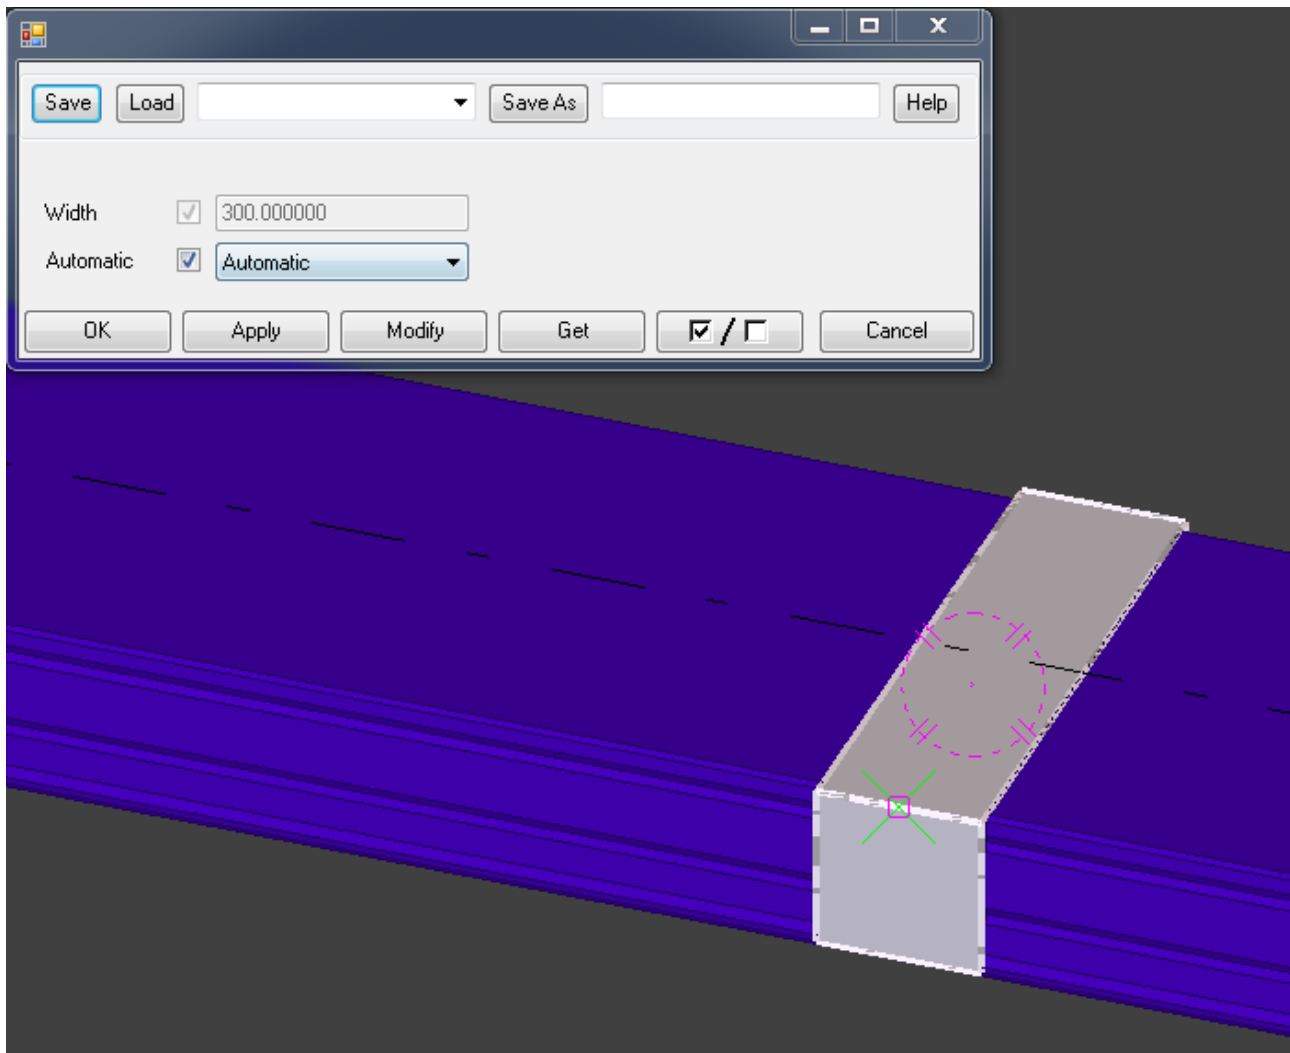 Save Load Save As Help
Width 300.000000
Automatic Automatic
OK Apply Modify Get / Cancel